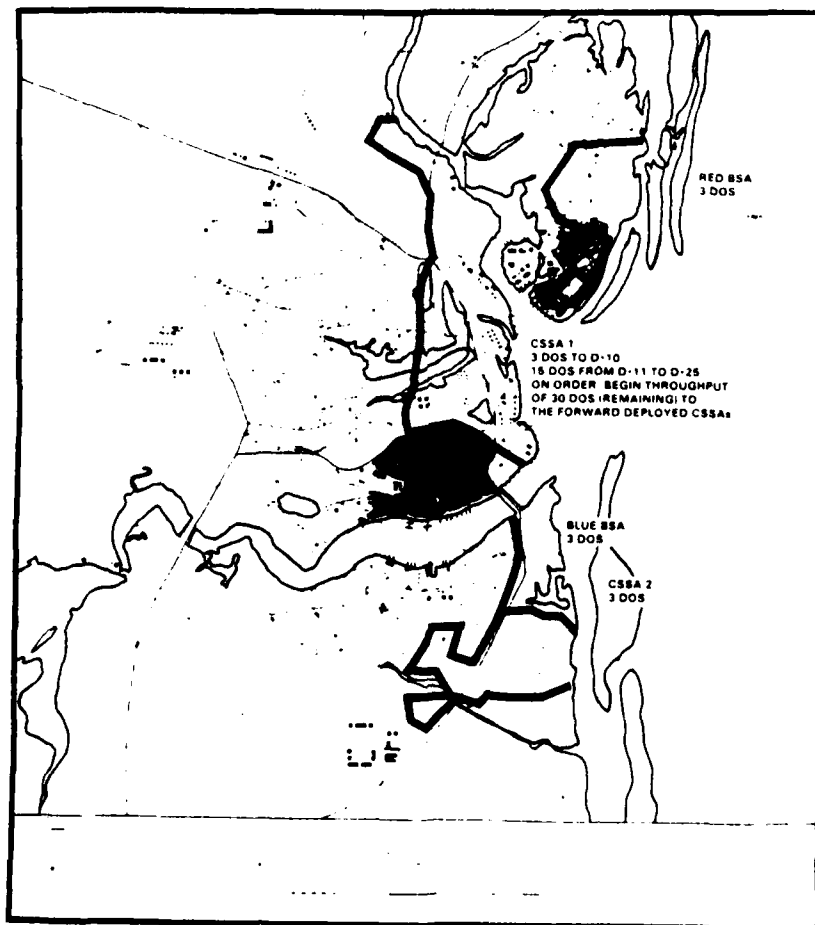 RED BSA
3 DOS
CSSA 1
3 DOS TO D-10
15 DOS FROM D-11 TO D-25
ON ORDER BEGIN THROUGHPUT
OF 30 DOS (REMAINING) TO
THE FORWARD DEPLOYED CSSAs
BLUE BSA
3 DOS
CSSA 2
3 DOS